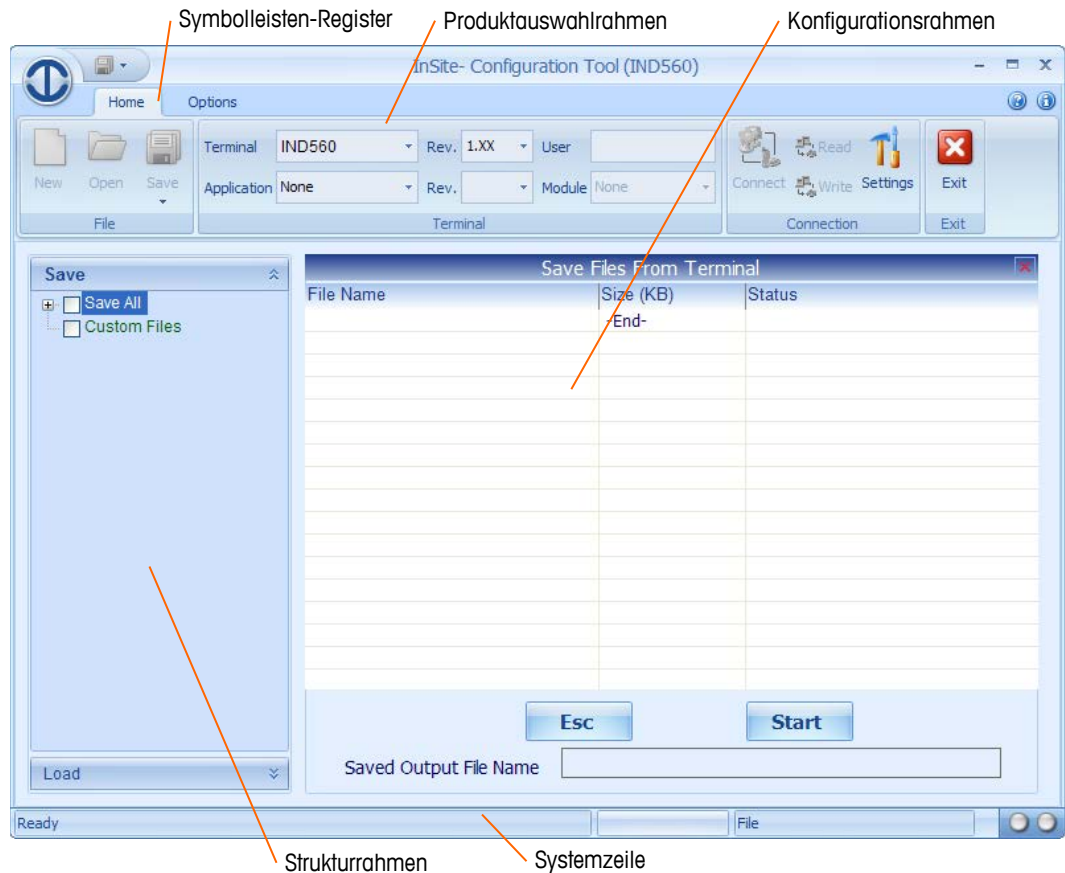 Symbolleisten-Register Produktauswahlrahmen Konfigurationsrahmen
InSite- Configuration Tool (IND560)
Home Options
Terminal IND560 Rev. 1.XX User
Application None Rev. Module None
New Open Save
Connect Read Write Settings
Exit
File Terminal Connection Exit
Save
Save All
Custom Files
Load
Save Files From Terminal
File Name Size (KB) Status
-End-
Esc Start
Saved Output File Name
Ready File
Strukturrahmen Systemzeile